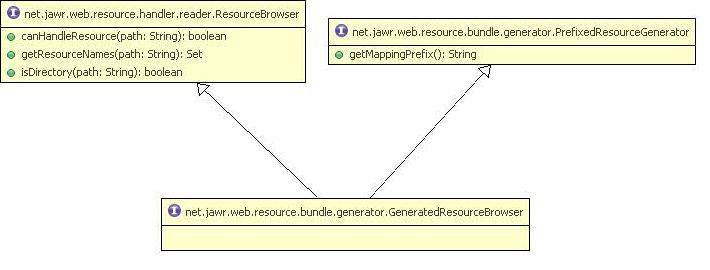 net.jawr.web.resource.handler.reader.ResourceBrowser
canHandleResource(path: String): boolean
getResourceNames(path: String): Set
isDirectory(path: String): boolean
net.jawr.web.resource.bundle.generator.PrefixedResourceGenerator
getMappingPrefix(): String
net.jawr.web.resource.bundle.generator.GeneratedResourceBrowser